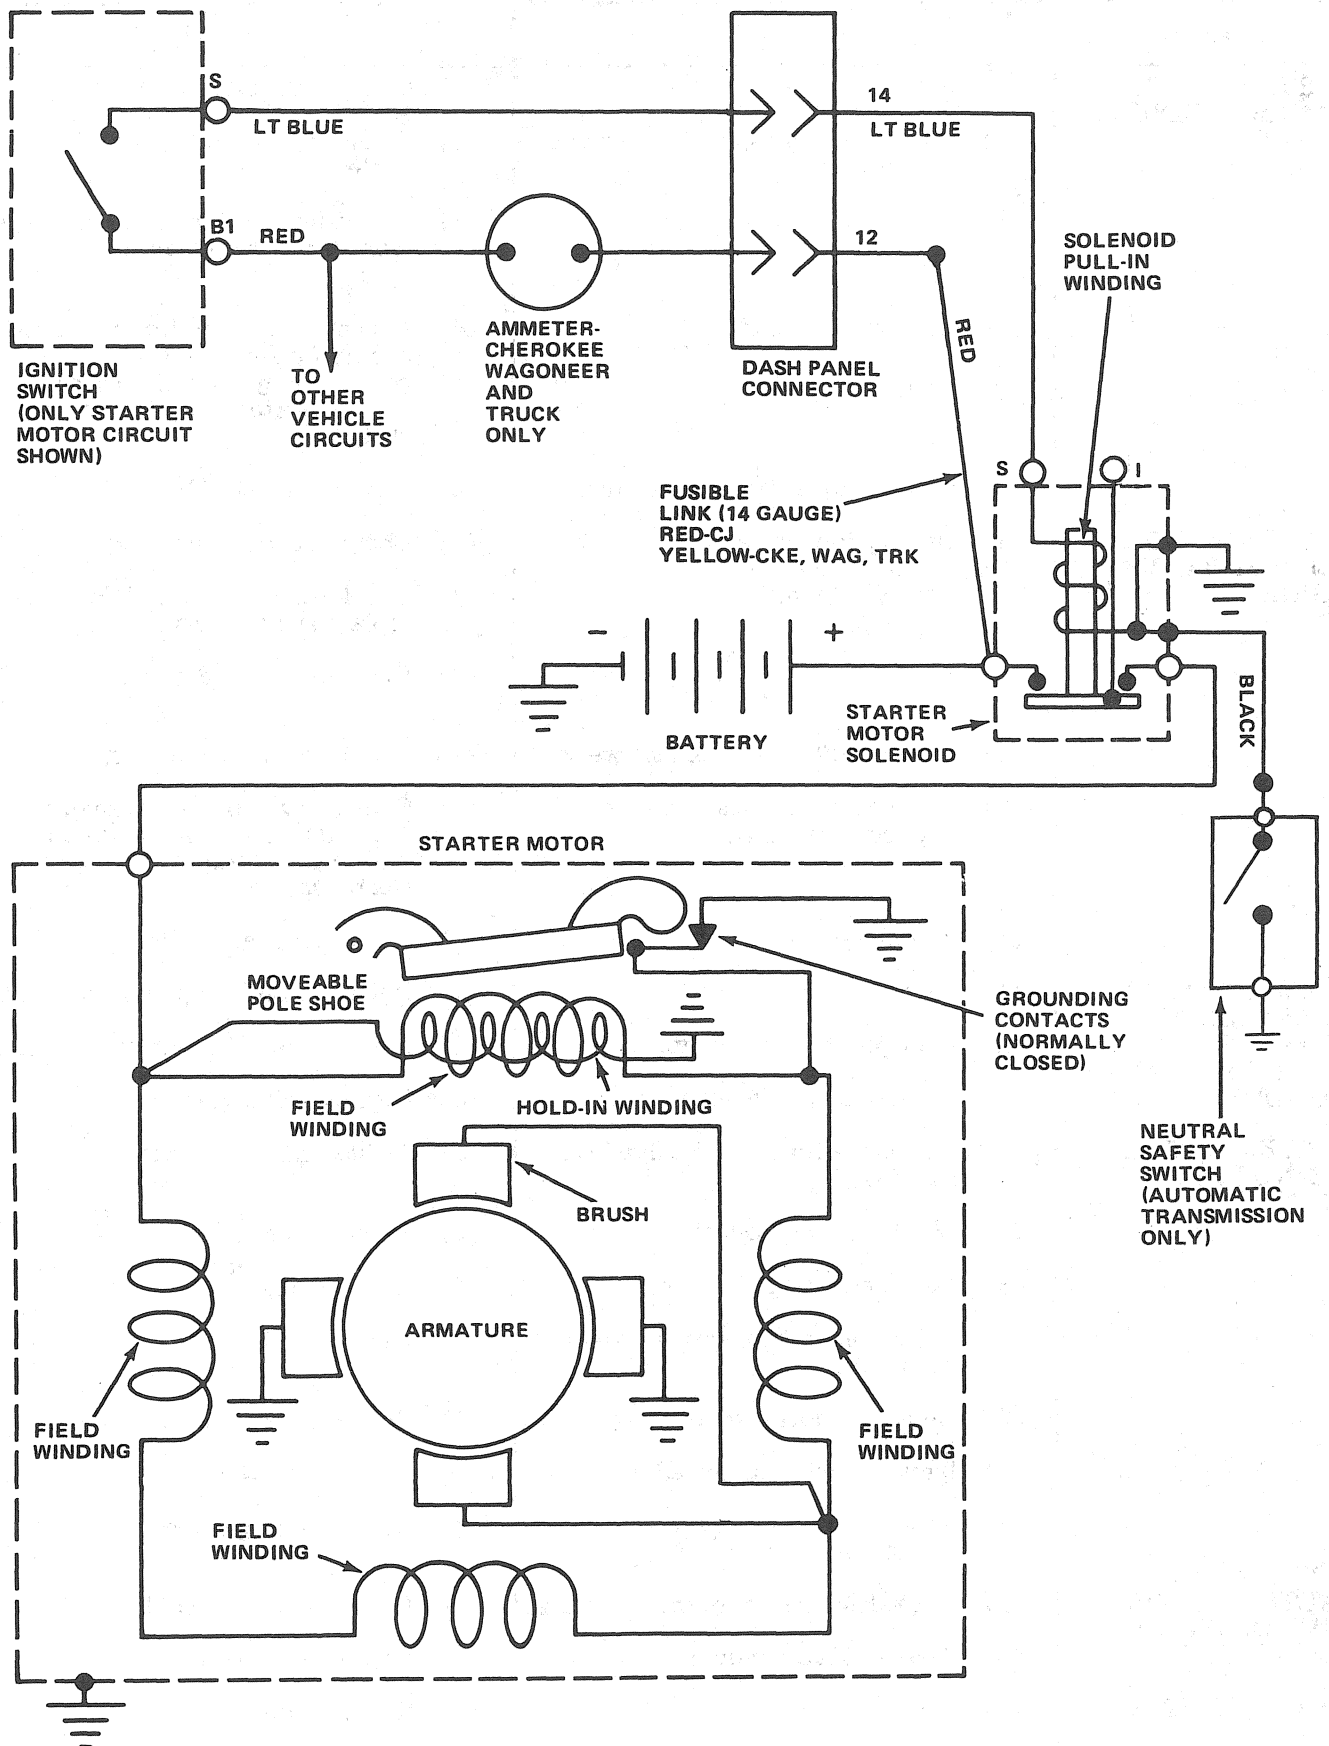 S
LT BLUE
14
LT BLUE
B1
RED
12
RED
SOLENOID
PULL-IN
WINDING
IGNITION
SWITCH
(ONLY STARTER
MOTOR CIRCUIT
SHOWN)
TO
OTHER
VEHICLE
CIRCUITS
AMMETER-
CHEROKEE
WAGONEER
AND
TRUCK
ONLY
DASH PANEL
CONNECTOR
S
I
FUSIBLE
LINK (14 GAUGE)
RED-CJ
YELLOW-CKE, WAG, TRK
-
+
BATTERY
STARTER
MOTOR
SOLENOID
BLACK
STARTER MOTOR
MOVEABLE
POLE SHOE
GROUNDING
CONTACTS
(NORMALLY
CLOSED)
FIELD
WINDING
HOLD-IN WINDING
BRUSH
NEUTRAL
SAFETY
SWITCH
(AUTOMATIC
TRANSMISSION
ONLY)
ARMATURE
FIELD
WINDING
FIELD
WINDING
FIELD
WINDING